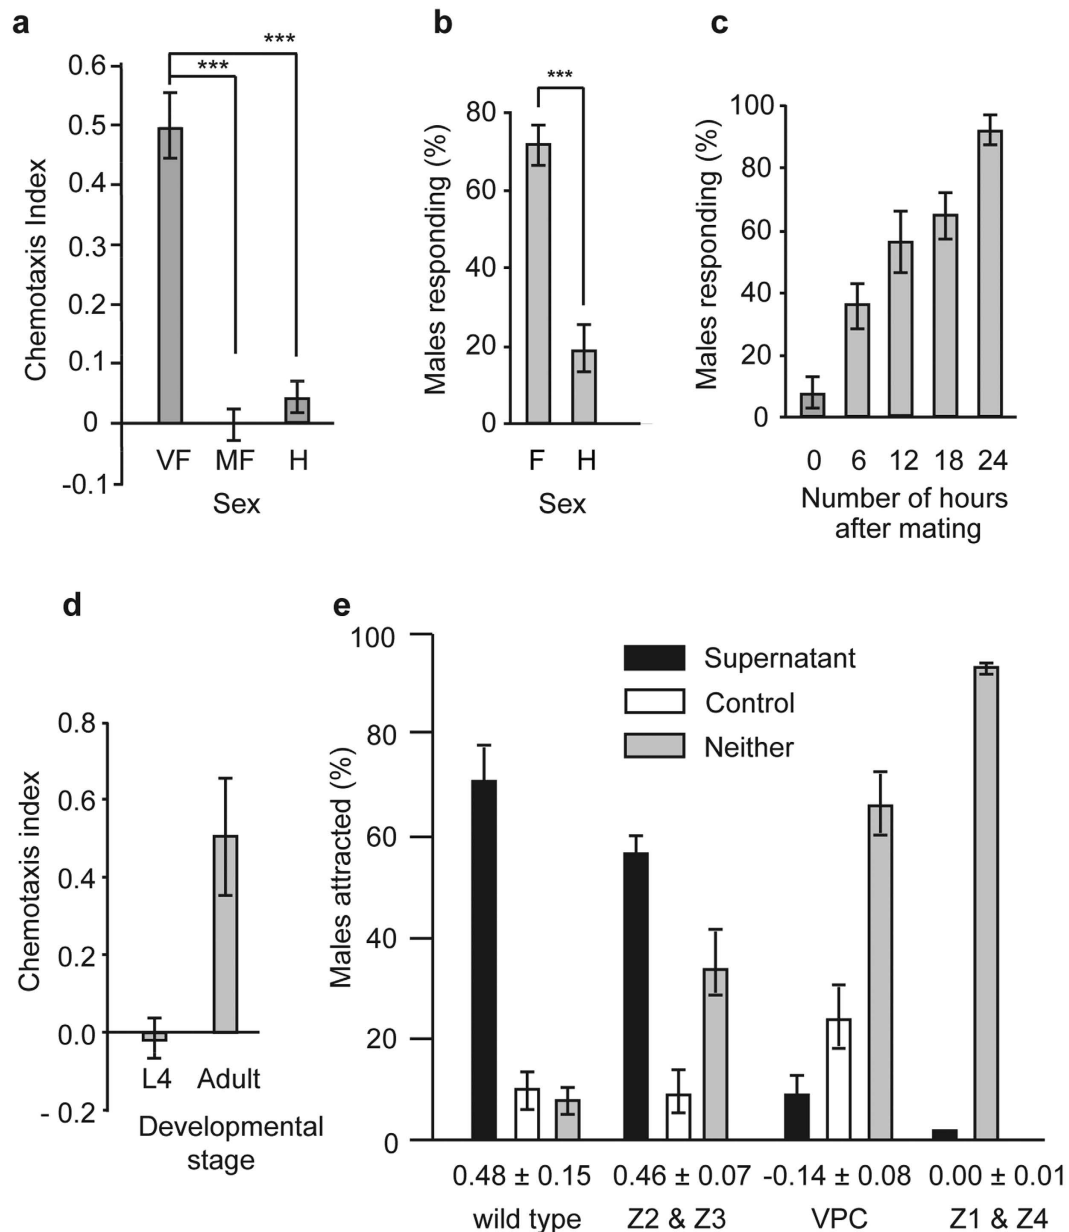 a
***
***
0.6
0.5
0.4
0.3
0.2
0.1
0
-0.1
Chemotaxis Index
VF MF H
Sex
b
***
80
60
40
20
0
Males responding (%)
F H
Sex
c
100
80
60
40
20
0
Males responding (%)
0 6 12 18 24
Number of hours
after mating
d
0.8
0.6
0.4
0.2
0.0
- 0.2
Chemotaxis index
L4 Adult
Developmental
stage
e
100
80
60
40
20
0
Males attracted (%)
Supernatant
Control
Neither
0.48 ± 0.15 0.46 ± 0.07 -0.14 ± 0.08 0.00 ± 0.01
wild type Z2 & Z3 VPC Z1 & Z4